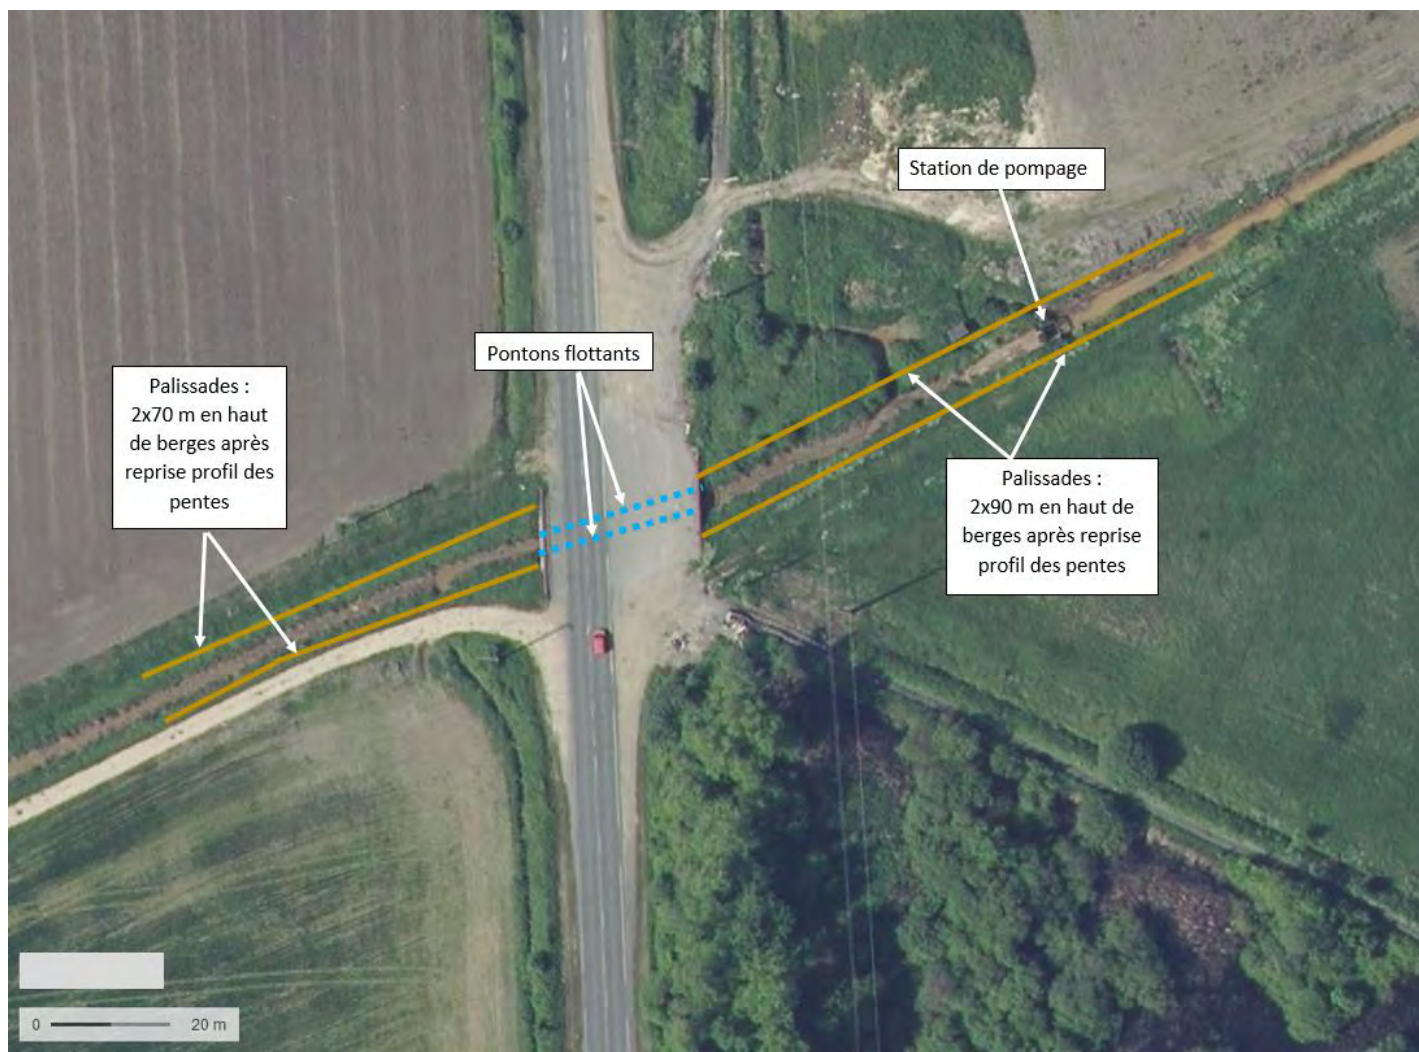 Station de pompage
Pontons flottants
Palissades :
2x70 m en haut
de berges après
reprise profil des
pentes
Palissades :
2x90 m en haut de
berges après reprise
profil des pentes
0 20 m